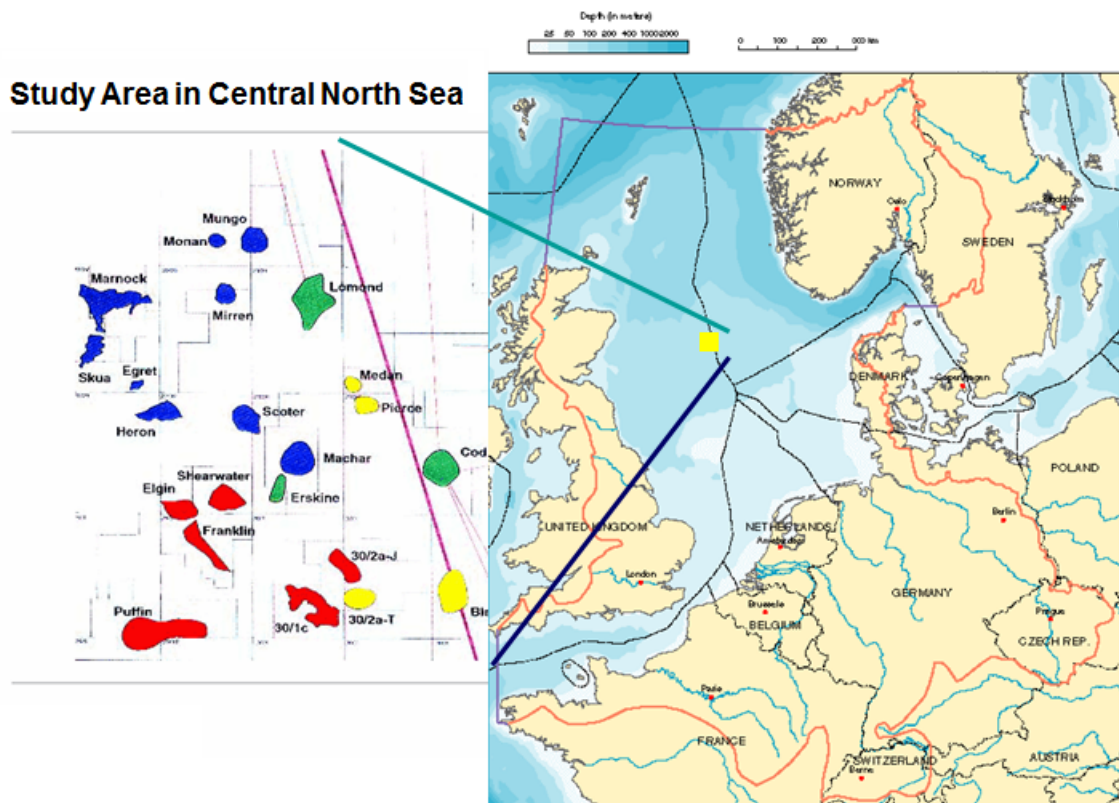 Depth (in metres)
25 50 100 200 400 1000 2000
0 100 200 300 km
Study Area in Central North Sea
Mungo
Monan
Marnock
Lomond
Mirren
Skua
Egret
Medan
Pierce
Heron
Scoter
Machar
Cod
Shearwater
Elgin
Erskine
Franklin
30/2a-J
Puffin
30/1c
30/2a-T
NORWAY
Oslo
Stockholm
SWEDEN
DENMARK
Copenhagen
POLAND
UNITED KINGDOM
NETHERLANDS
Amsterdam
Berlin
London
GERMANY
Brussels
BELGIUM
Prague
CZECH REP.
Paris
FRANCE
SWITZERLAND
Berne
AUSTRIA